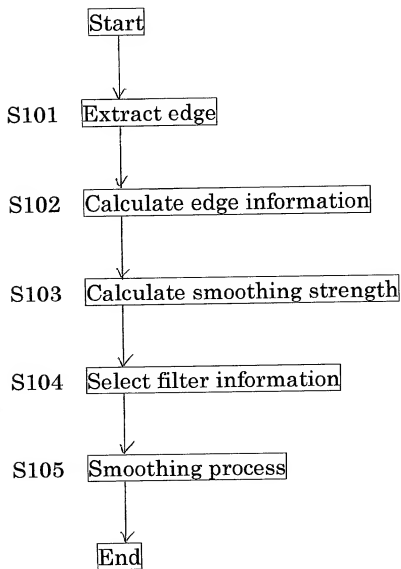 Start
S101 Extract edge
S102 Calculate edge information
S103 Calculate smoothing strength
S104 Select filter information
S105 Smoothing process
End